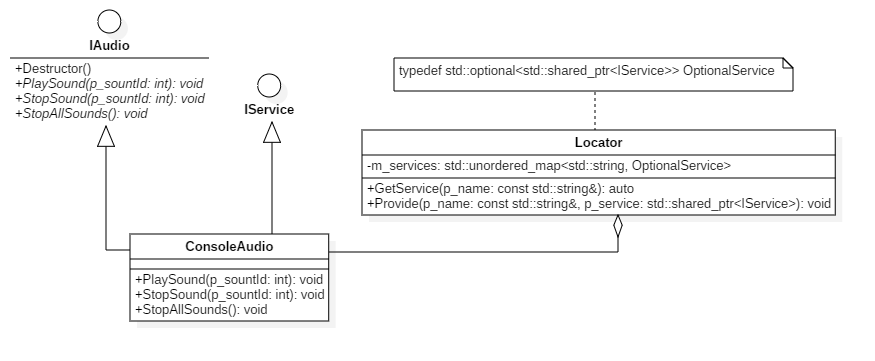 IAudio
+Destructor()
+PlaySound(p_sountId: int): void
+StopSound(p_sountId: int): void
+StopAllSounds(): void
IService
typedef std::optional<std::shared_ptr<IService>> OptionalService
Locator
-m_services: std::unordered_map<std::string, OptionalService>
+GetService(p_name: const std::string&): auto
+Provide(p_name: const std::string&, p_service: std::shared_ptr<IService>): void
ConsoleAudio
+PlaySound(p_sountId: int): void
+StopSound(p_sountId: int): void
+StopAllSounds(): void